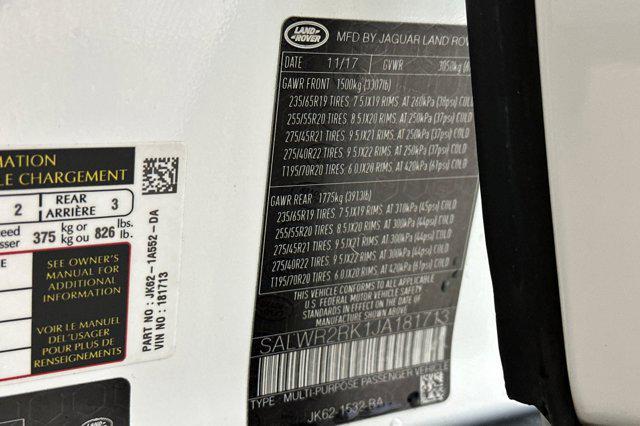 LAND ROVER
MFD BY JAGUAR LAND ROV
DATE 11/17 GVWR 3050kg (6
GAWR FRONT 1500kg (3307lb)
235/65R19 TIRES 7.5JX19 RIMS AT 260kPa (38psi) COLD
255/55R20 TIRES 8.5JX20 RIMS AT 250kPa (37psi) COLD
275/45R21 TIRES 9.5JX21 RIMS AT 250kPa (37psi) COLD
275/40R22 TIRES 9.5JX22 RIMS AT 250kPa (37psi) COLD
T195/70R20 TIRES 6.0JX20 RIMS AT 420kPa (61psi) COLD
GAWR REAR 1775kg (3913lb)
235/65R19 TIRES 7.5JX19 RIMS AT 310kPa (45psi) COLD
255/55R20 TIRES 8.5JX20 RIMS AT 300kPa (44psi) COLD
275/45R21 TIRES 9.5JX21 RIMS AT 300kPa (44psi) COLD
275/40R22 TIRES 9.5JX22 RIMS AT 300kPa (44psi) COLD
T195/70R20 TIRES 6.0JX20 RIMS AT 420kPa (61psi) COLD
THIS VEHICLE CONFORMS TO ALL APPLICABLE
U.S. FEDERAL MOTOR VEHICLE SAFETY
STANDARDS IN EFFECT ON THE DATE OF
MANUFACTURE SHOWN ABOVE
SALWR2RK1JA181713
TYPE: MULTI-PURPOSE PASSENGER VEHICLE
JK62-1532-BA
RMATION
LE CHARGEMENT
2 REAR ARRIÈRE 3
ceed
sser 375 kg or kg ou 826 lbs. lb.
SEE OWNER'S
MANUAL FOR
ADDITIONAL
INFORMATION
VOIR LE MANUEL
DEL'USAGER
POUR PLUS DE
RENSEIGNEMENTS
PART NO : JK62-1A552-DA
VIN NO : 181713
LAND ROVER